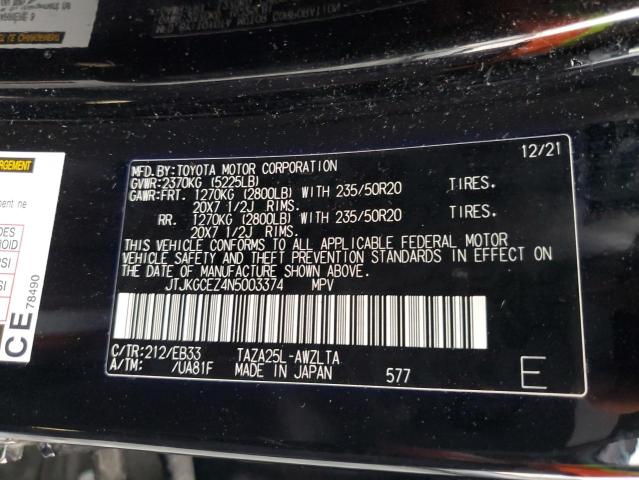 12/21
MFD.BY:TOYOTA MOTOR CORPORATION
GVWR:2370KG (5225LB)
GAWR:FRT. 1270KG (2800LB) WITH 235/50R20 TIRES.
20X7 1/2J RIMS.
RR. 1270KG (2800LB) WITH 235/50R20 TIRES.
20X7 1/2J RIMS.
THIS VEHICLE CONFORMS TO ALL APPLICABLE FEDERAL MOTOR
VEHICLE SAFETY AND THEFT PREVENTION STANDARDS IN EFFECT ON
THE DATE OF MANUFACTURE SHOWN ABOVE.
JTJKGCEZ4N5003374 MPV
C/TR:212/EB33 TAZA25L-AWZLTA
A/TM: /UA81F MADE IN JAPAN 577 E
CE 78490